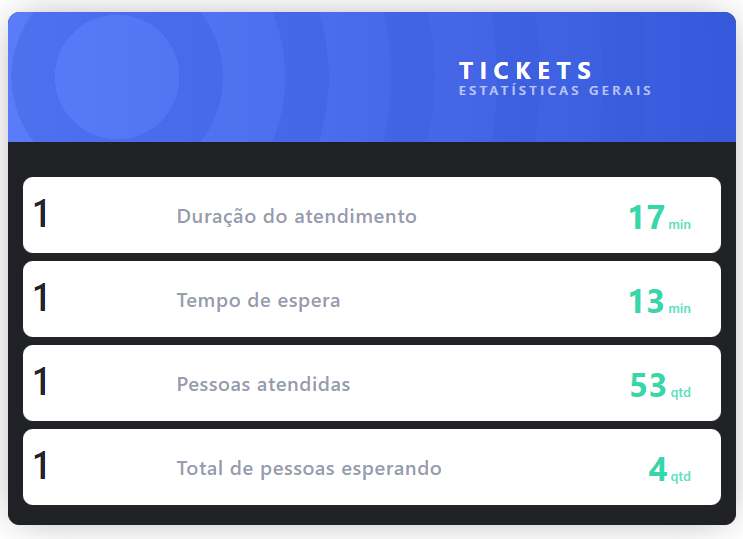 TICKETS
ESTATÍSTICAS GERAIS
1 Duração do atendimento 17 min
1 Tempo de espera 13 min
1 Pessoas atendidas 53 qtd
1 Total de pessoas esperando 4 qtd